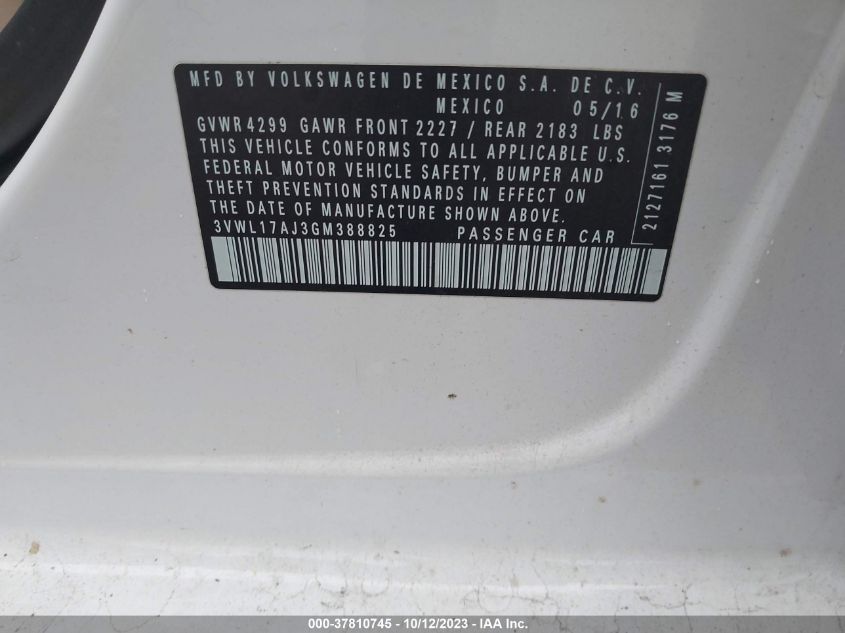 MFD BY VOLKSWAGEN DE MEXICO S.A. DE C.V.
MEXICO 05/16
GVWR 4299 GAWR FRONT 2227 / REAR 2183 LBS
THIS VEHICLE CONFORMS TO ALL APPLICABLE U.S.
FEDERAL MOTOR VEHICLE SAFETY, BUMPER AND
THEFT PREVENTION STANDARDS IN EFFECT ON
THE DATE OF MANUFACTURE SHOWN ABOVE.
3VWL17AJ3GM388825 PASSENGER CAR
2127161 3176 M
000-37810745 - 10/12/2023 - IAA Inc.